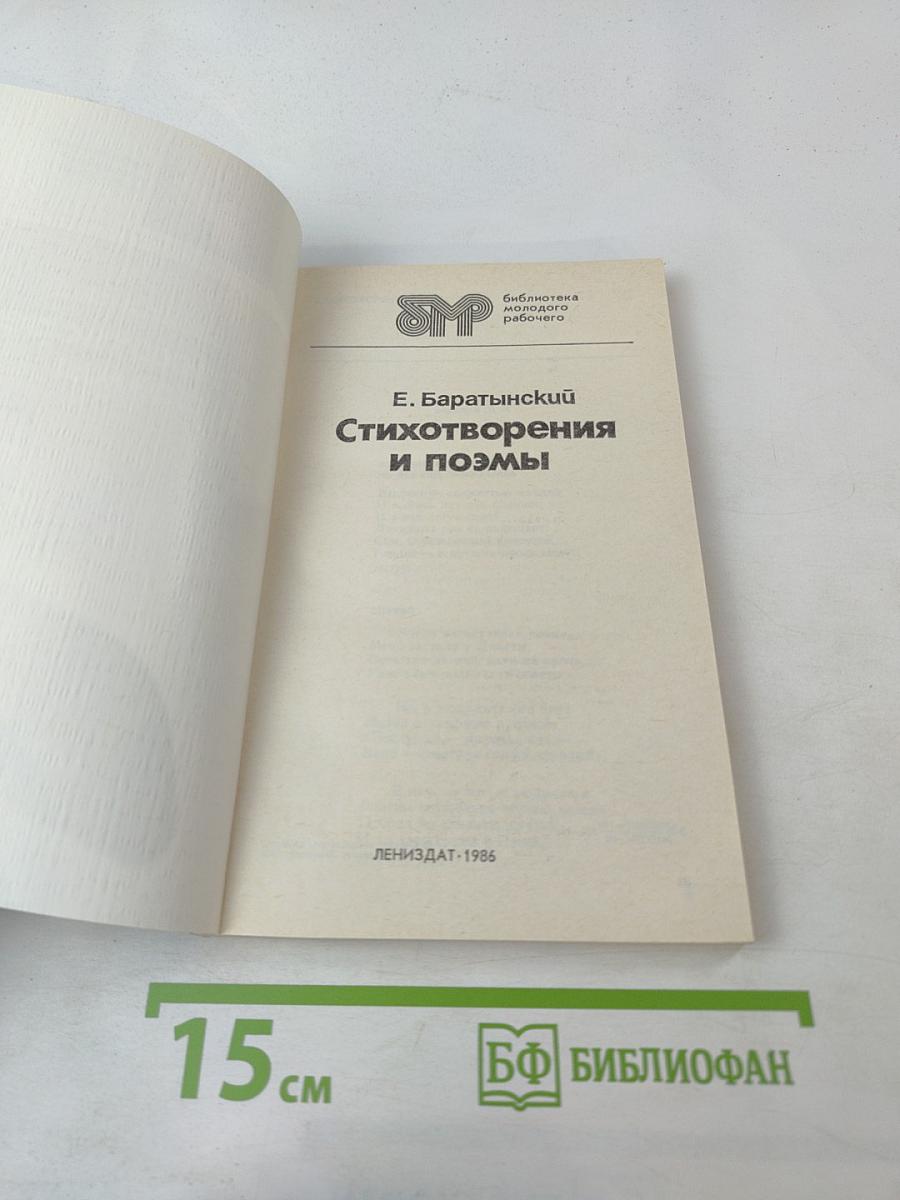 бмр
библиотека
молодого
рабочего
Е. Баратынский
Стихотворения
и поэмы
ЛЕНИЗДАТ·1986
15 см
БФ БИБЛИОФАН